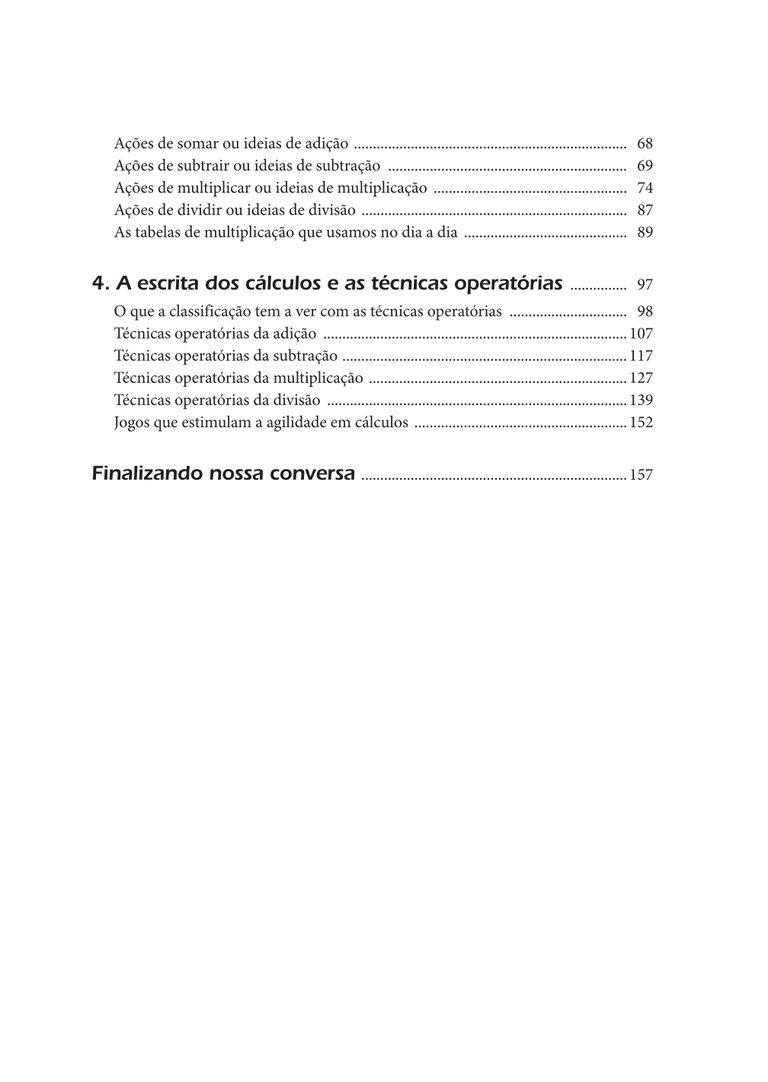 Ações de somar ou ideias de adição ........................................................................ 68
Ações de subtrair ou ideias de subtração ............................................................... 69
Ações de multiplicar ou ideias de multiplicação ................................................... 74
Ações de dividir ou ideias de divisão ...................................................................... 87
As tabelas de multiplicação que usamos no dia a dia ........................................... 89
4. A escrita dos cálculos e as técnicas operatórias ............... 97
O que a classificação tem a ver com as técnicas operatórias ............................... 98
Técnicas operatórias da adição ................................................................................ 107
Técnicas operatórias da subtração ........................................................................... 117
Técnicas operatórias da multiplicação .................................................................... 127
Técnicas operatórias da divisão ............................................................................... 139
Jogos que estimulam a agilidade em cálculos ........................................................ 152
Finalizando nossa conversa ...................................................................... 157